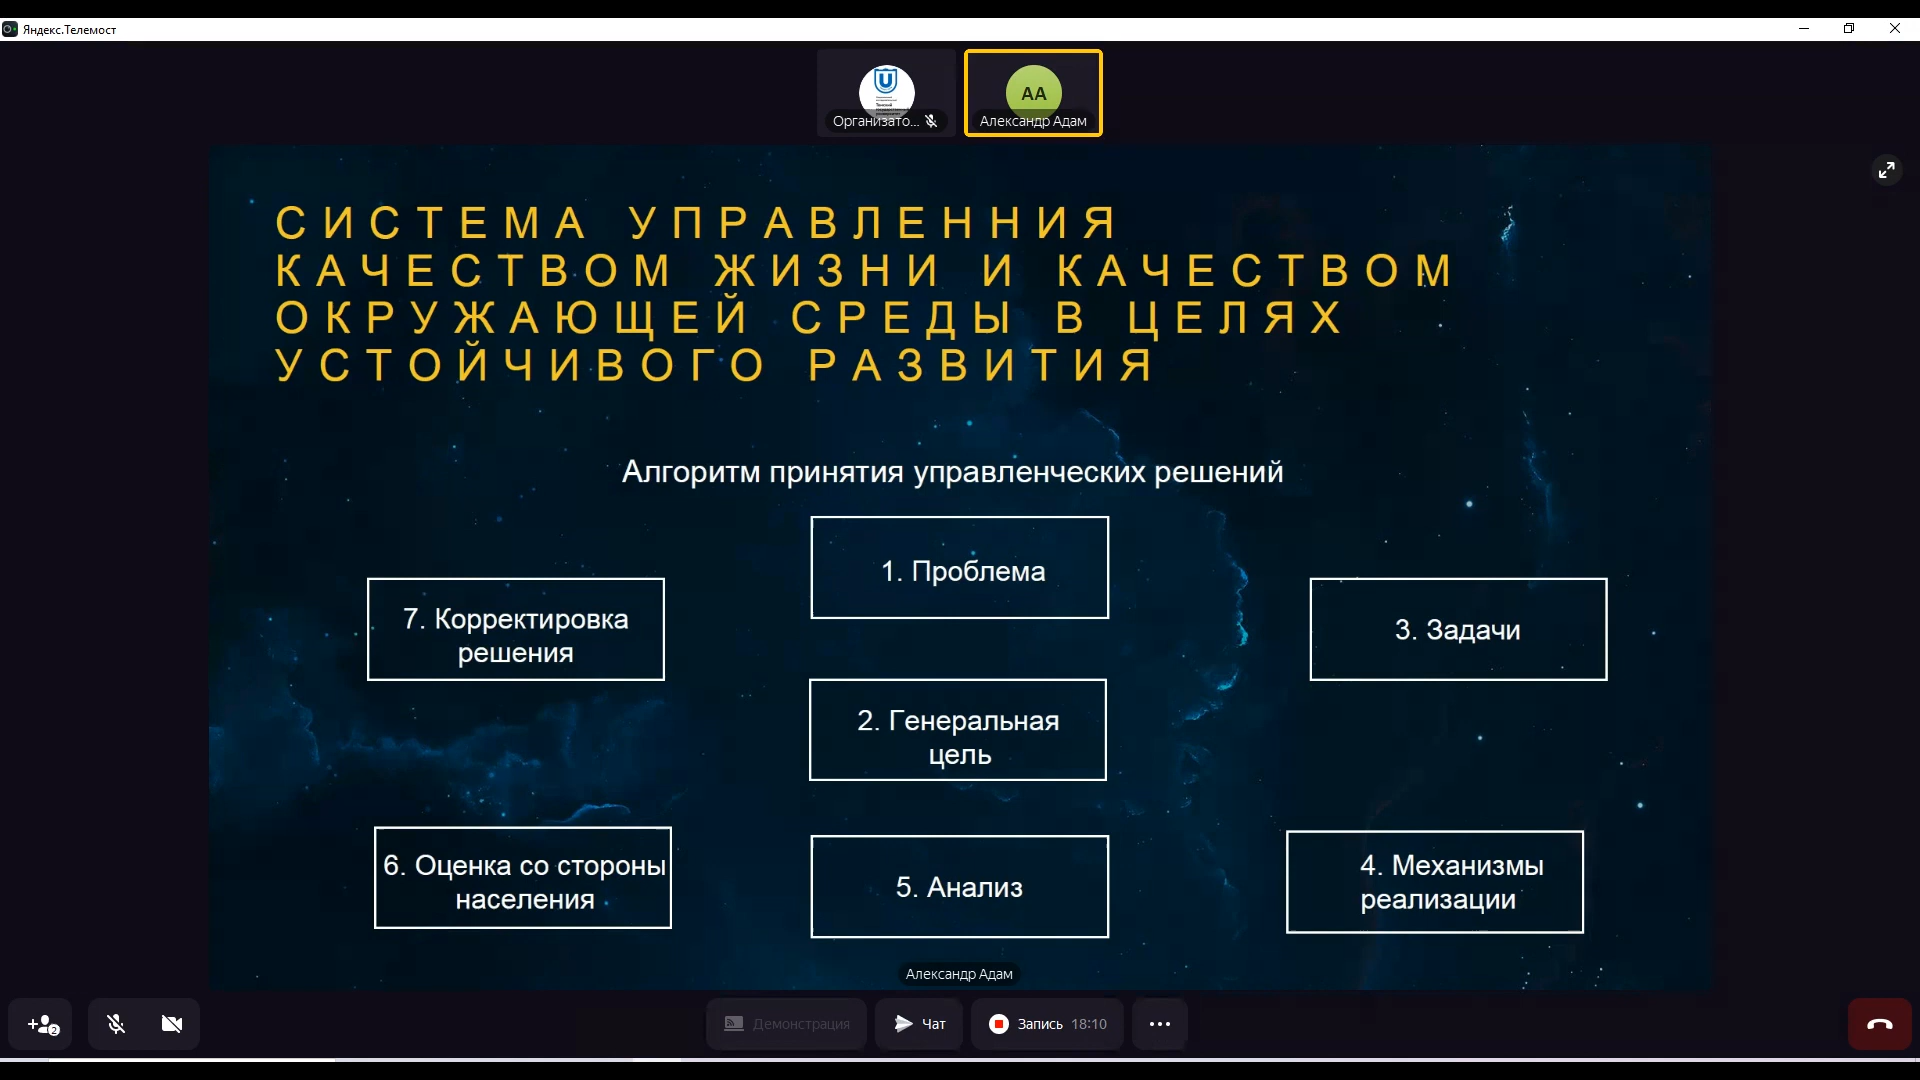 Яндекс.Телемост
Организато...
АА
Александр Адам
СИСТЕМА УПРАВЛЕННИЯ
КАЧЕСТВОМ ЖИЗНИ И КАЧЕСТВОМ
ОКРУЖАЮЩЕЙ СРЕДЫ В ЦЕЛЯХ
УСТОЙЧИВОГО РАЗВИТИЯ
Алгоритм принятия управленческих решений
1. Проблема
7. Корректировка
решения
3. Задачи
2. Генеральная
цель
6. Оценка со стороны
населения
5. Анализ
4. Механизмы
реализации
Александр Адам
2
Демонстрация
Чат
Запись 18:10